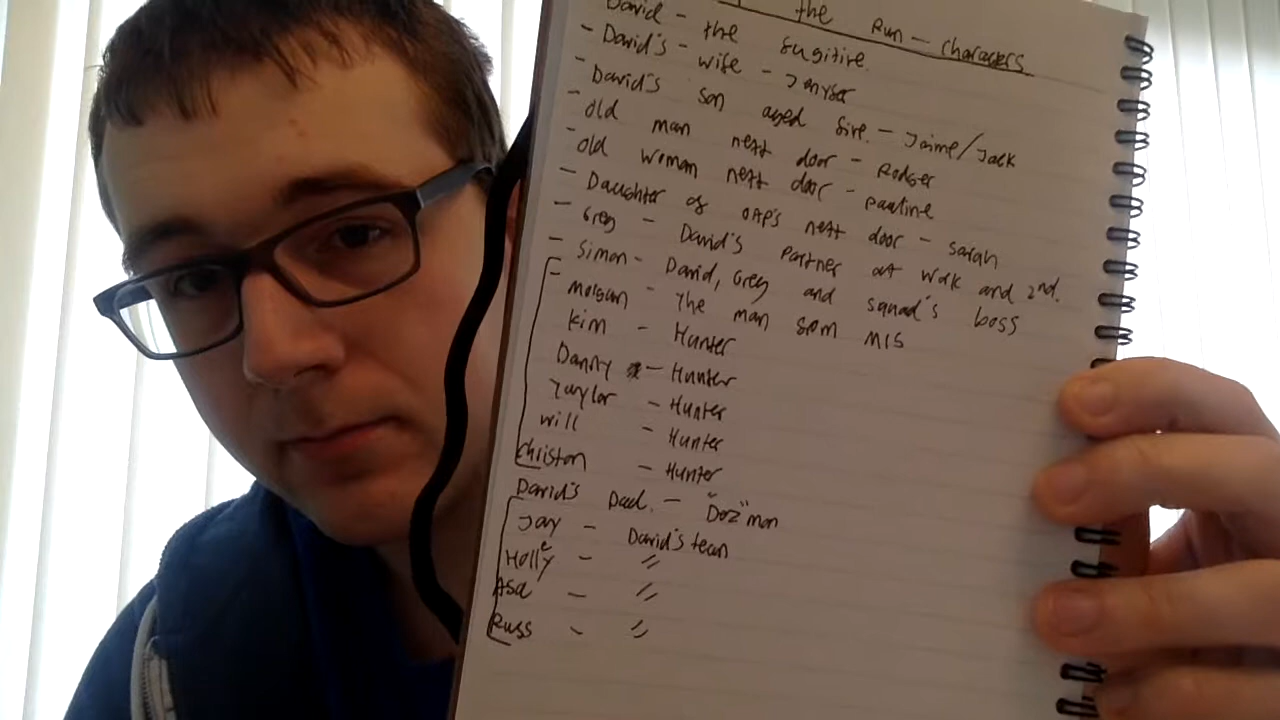 the Run - characters
David - the fugitive
- David's - wife -
- David's son aged five. - Jaime/Jack
- old man next door - Rodger
- old woman next door - pauline
- Daughter of OAP's next door - sarah
- Greg - David's partner at work and 2nd.
- Simon - David, Greg and squad's boss
- The man from MI5
Kim - Hunter
Danny - Hunter
Taylor - Hunter
Will - Hunter
Christon - Hunter
David's Dad. - "Doz" man
Jay - David's team
Holley - "
Asa - "
Russ - "